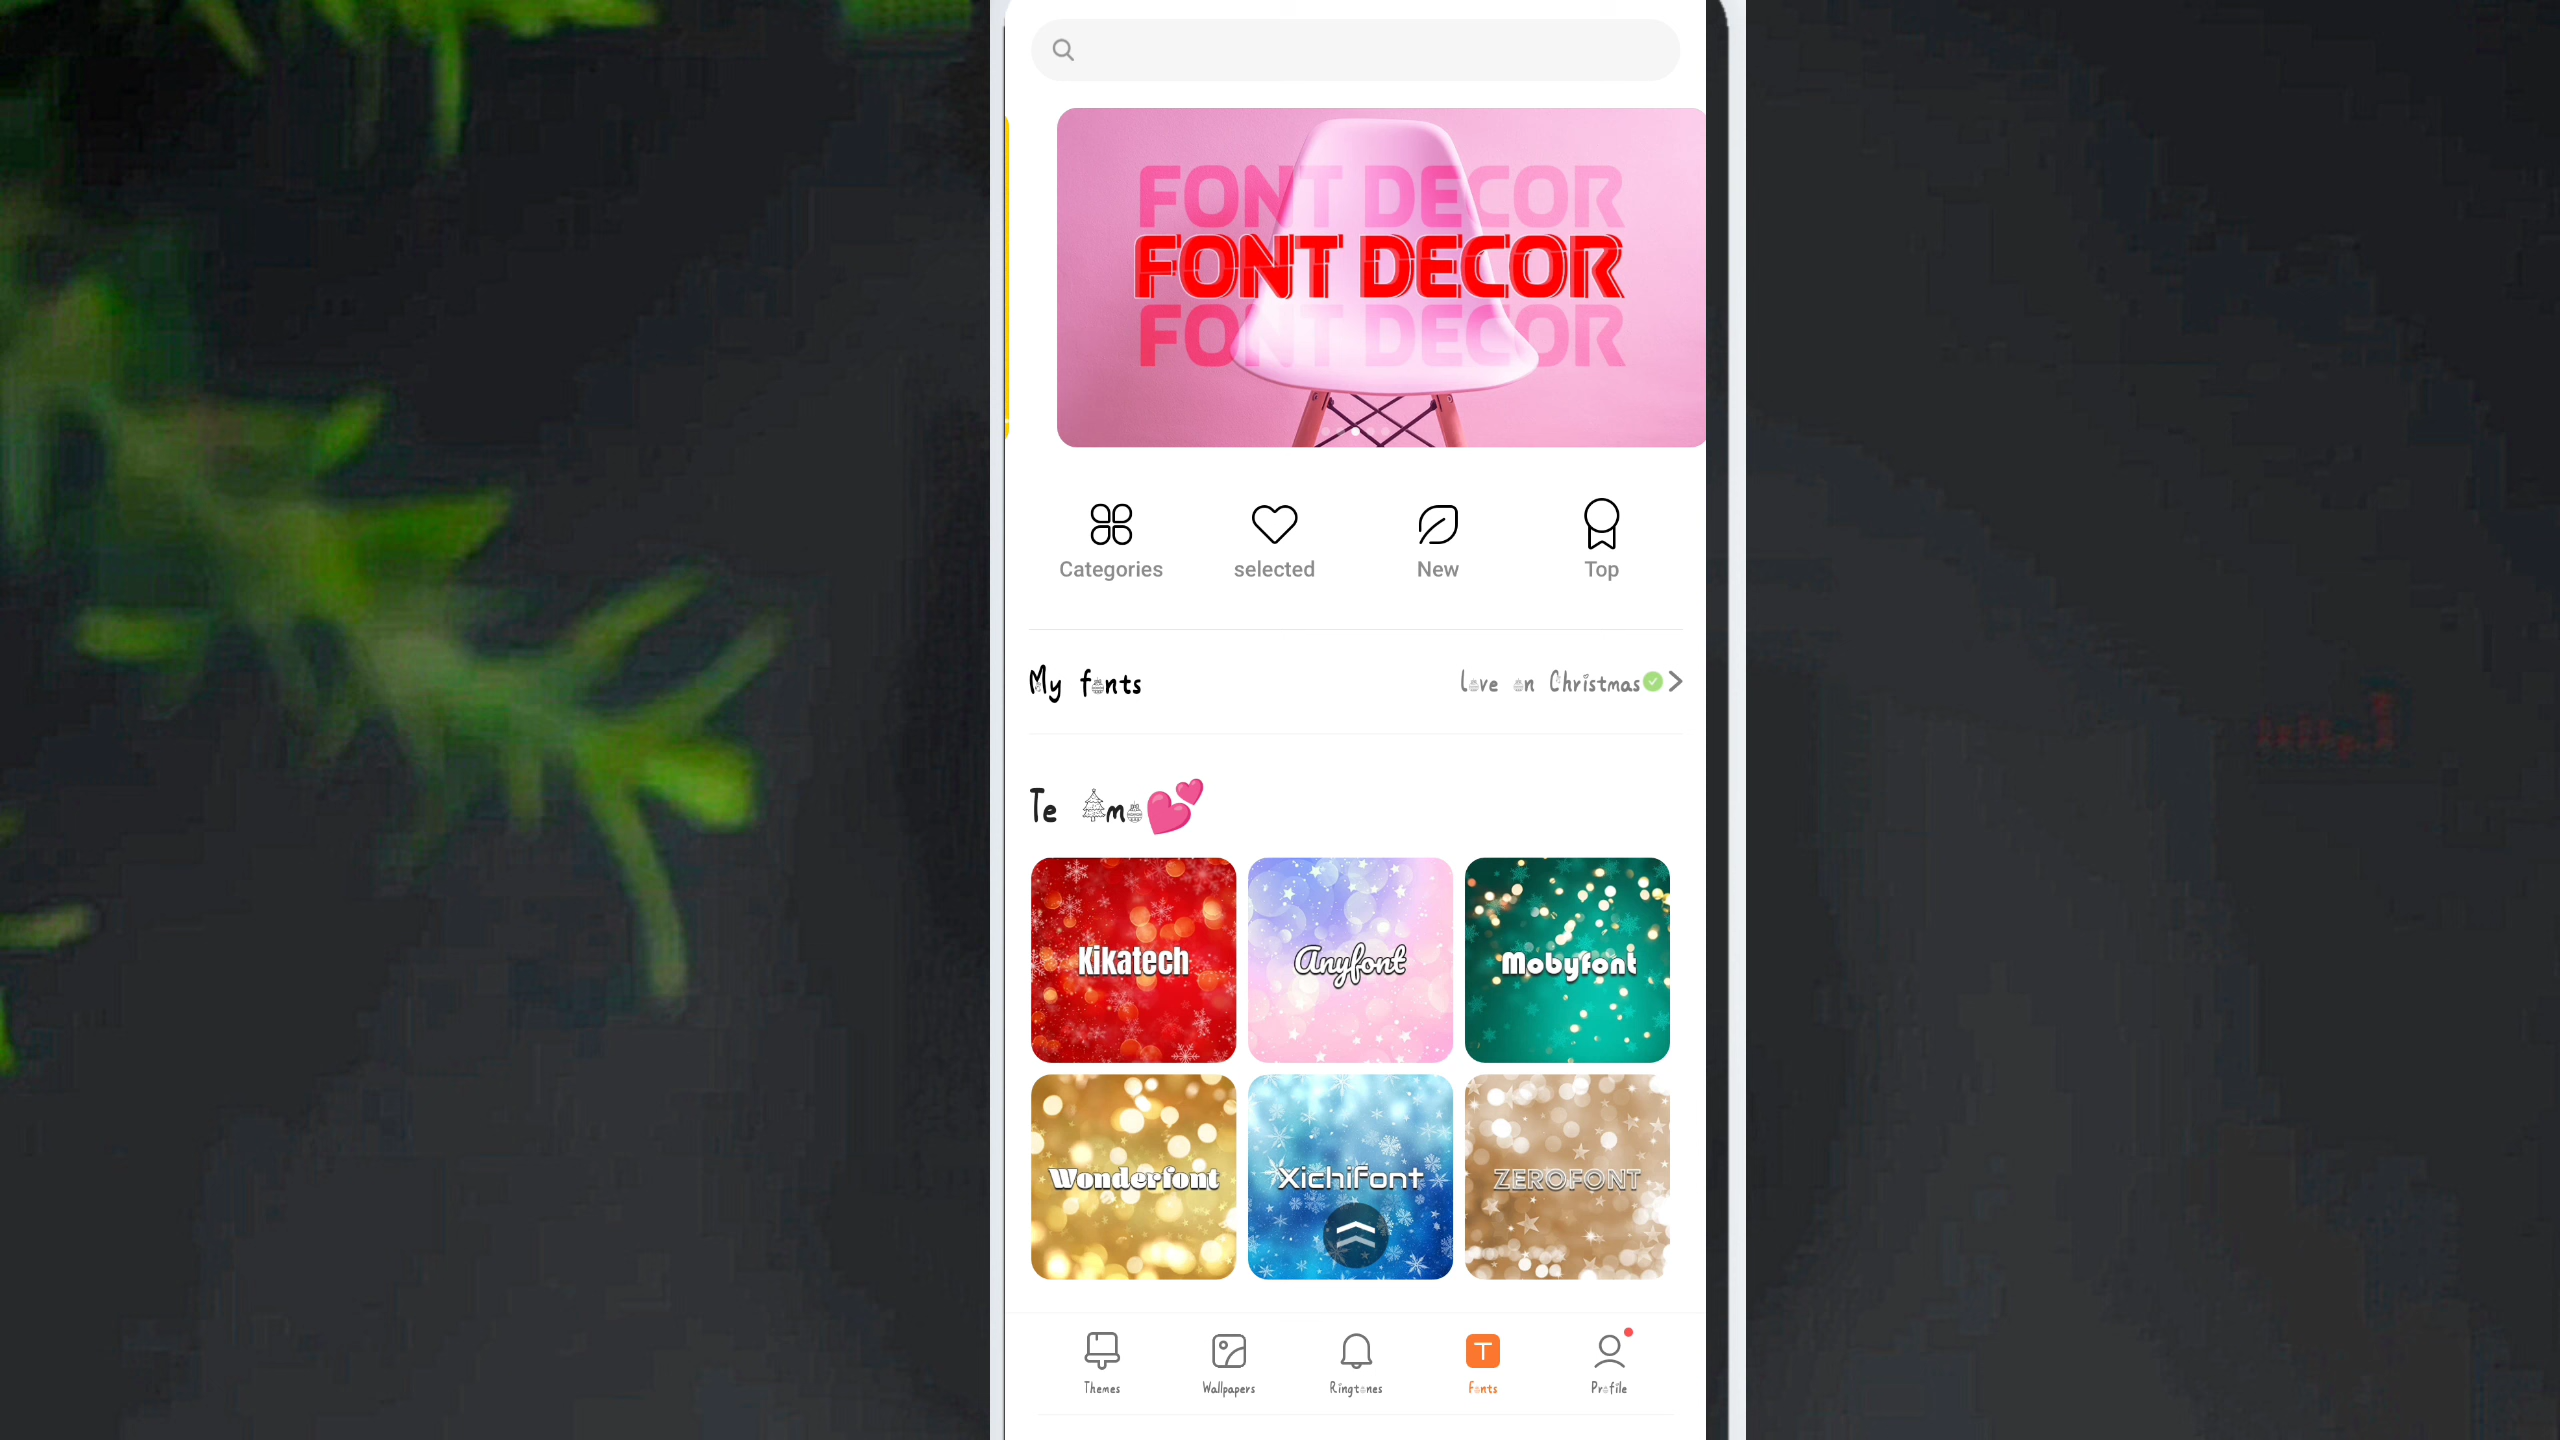 FONT DECOR
FONT DECOR
FONT DECOR
Categories
selected
New
Top
My fonts
Love on Christmas
Te Amo💕
Kikatech
Anyfont
Mobyfont
Wonderfont
XichiFont
ZEROFONT
Themes
Wallpapers
Ringtones
Fonts
Profile